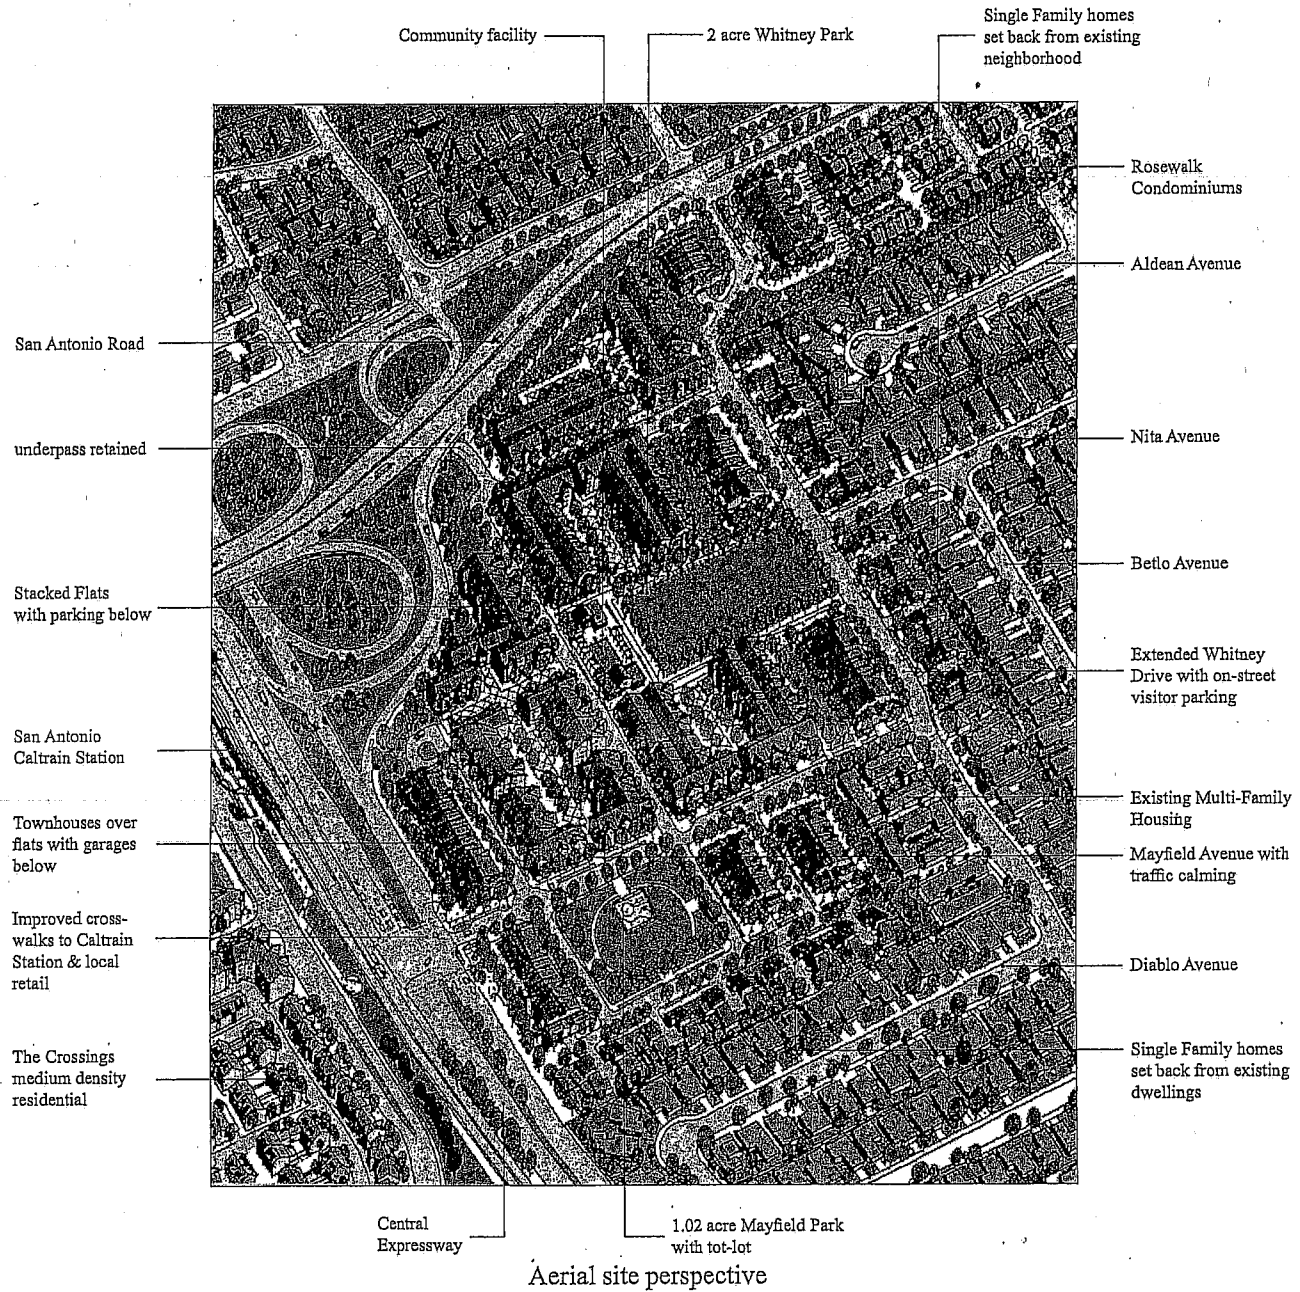 Community facility
2 acre Whitney Park
Single Family homes
set back from existing
neighborhood
Rosewalk
Condominiums
Aldean Avenue
San Antonio Road
Nita Avenue
underpass retained
Betlo Avenue
Stacked Flats
with parking below
Extended Whitney
Drive with on-street
visitor parking
San Antonio
Caltrain Station
Existing Multi-Family
Housing
Townhouses over
flats with garages
below
Mayfield Avenue with
traffic calming
Improved cross-
walks to Caltrain
Station & local
retail
Diablo Avenue
The Crossings
medium density
residential
Single Family homes
set back from existing
dwellings
Central
Expressway
1.02 acre Mayfield Park
with tot-lot
Aerial site perspective